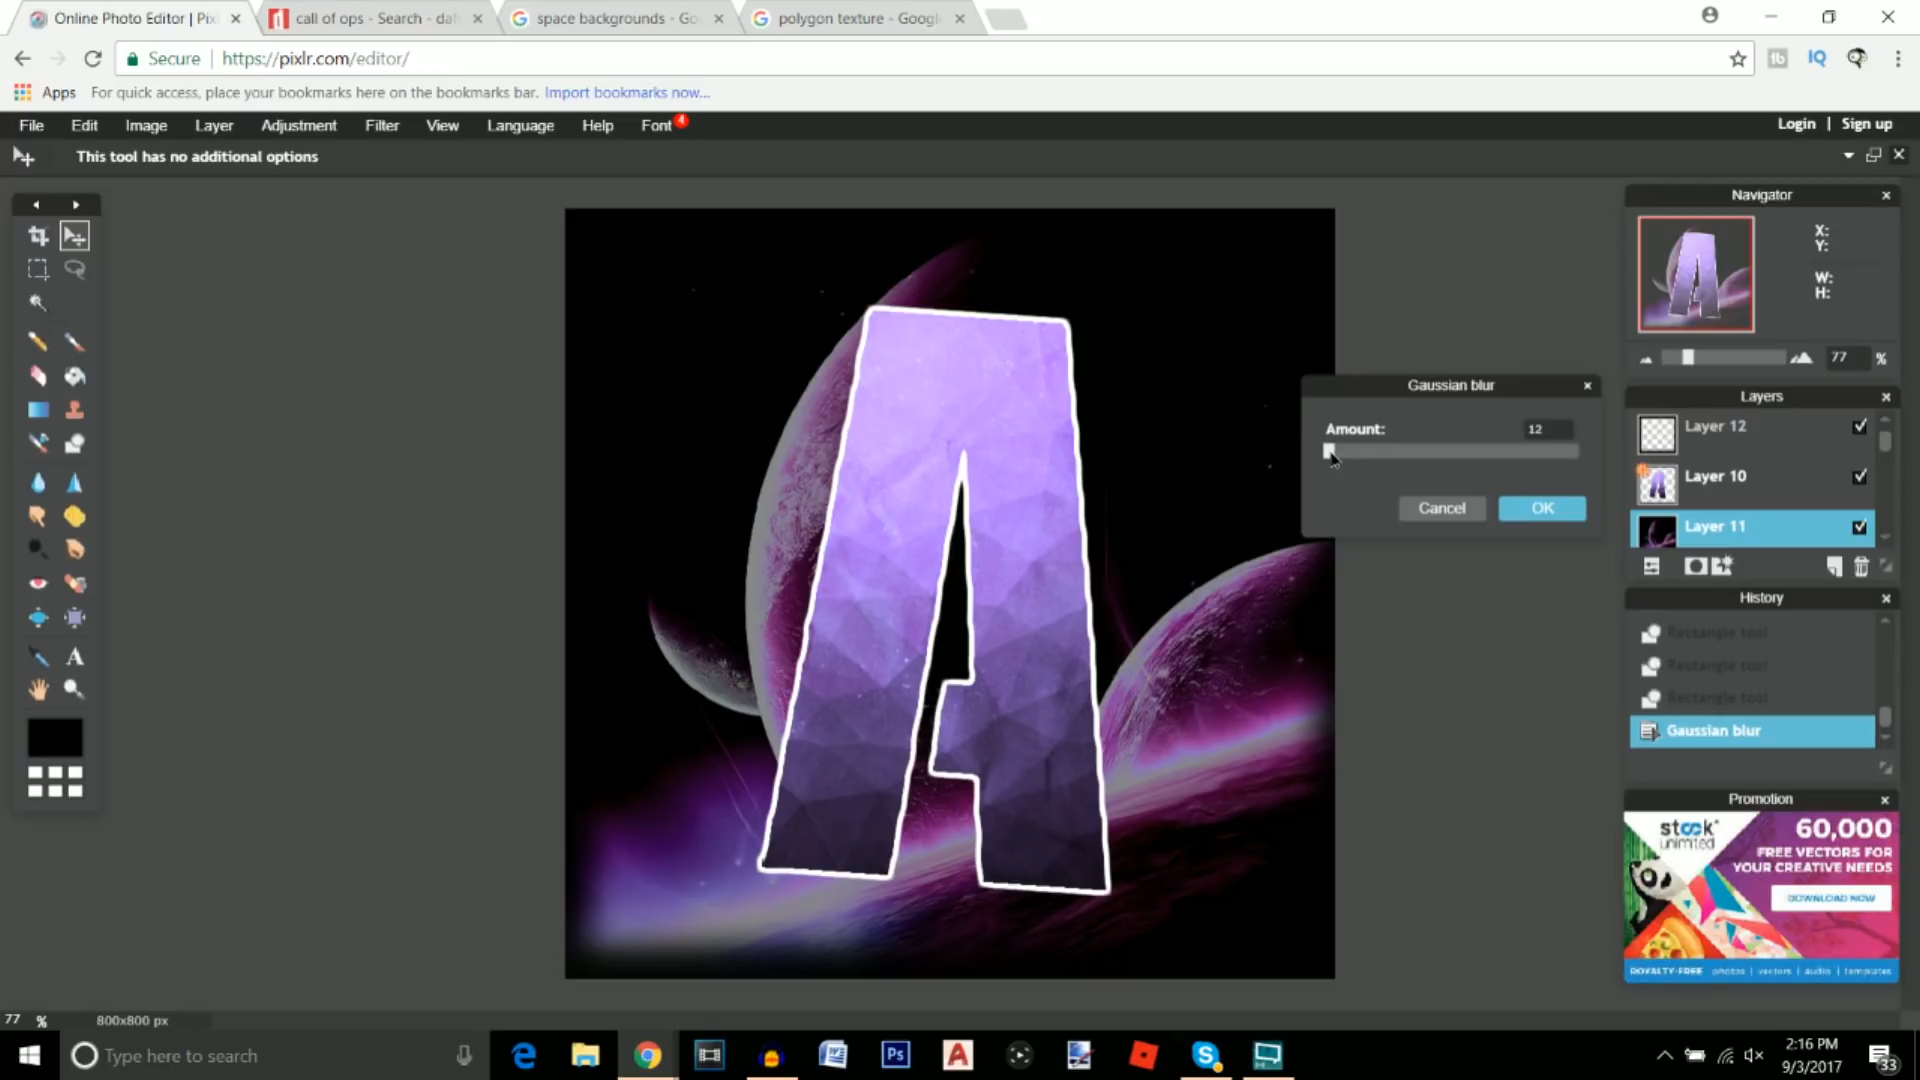 Online Photo Editor | Pix
call of ops - Search - daf
space backgrounds - Go
polygon texture - Google
Secure
https://pixlr.com/editor/
Apps
For quick access, place your bookmarks here on the bookmarks bar. Import bookmarks now...
File Edit Image Layer Adjustment Filter View Language Help Font 4
Login | Sign up
This tool has no additional options
Navigator
X:
Y:
W:
H:
77 %
Gaussian blur
Amount: 12
Cancel OK
Layers
Layer 12
Layer 10
Layer 11
History
Rectangle tool
Rectangle tool
Rectangle tool
Gaussian blur
Promotion
stock
unlimited
60,000
FREE VECTORS FOR
YOUR CREATIVE NEEDS
DOWNLOAD NOW
ROYALTY-FREE photos | vectors | audio | templates
A
77 % 800x800 px
Type here to search
Ps
2:16 PM
9/3/2017
33